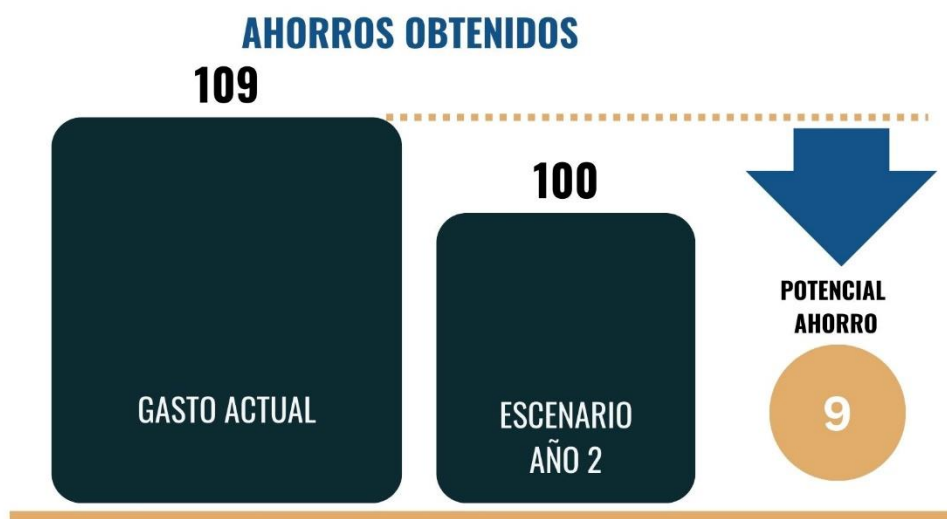 AHORROS OBTENIDOS
109
100
GASTO ACTUAL
ESCENARIO
AÑO 2
POTENCIAL
AHORRO
9